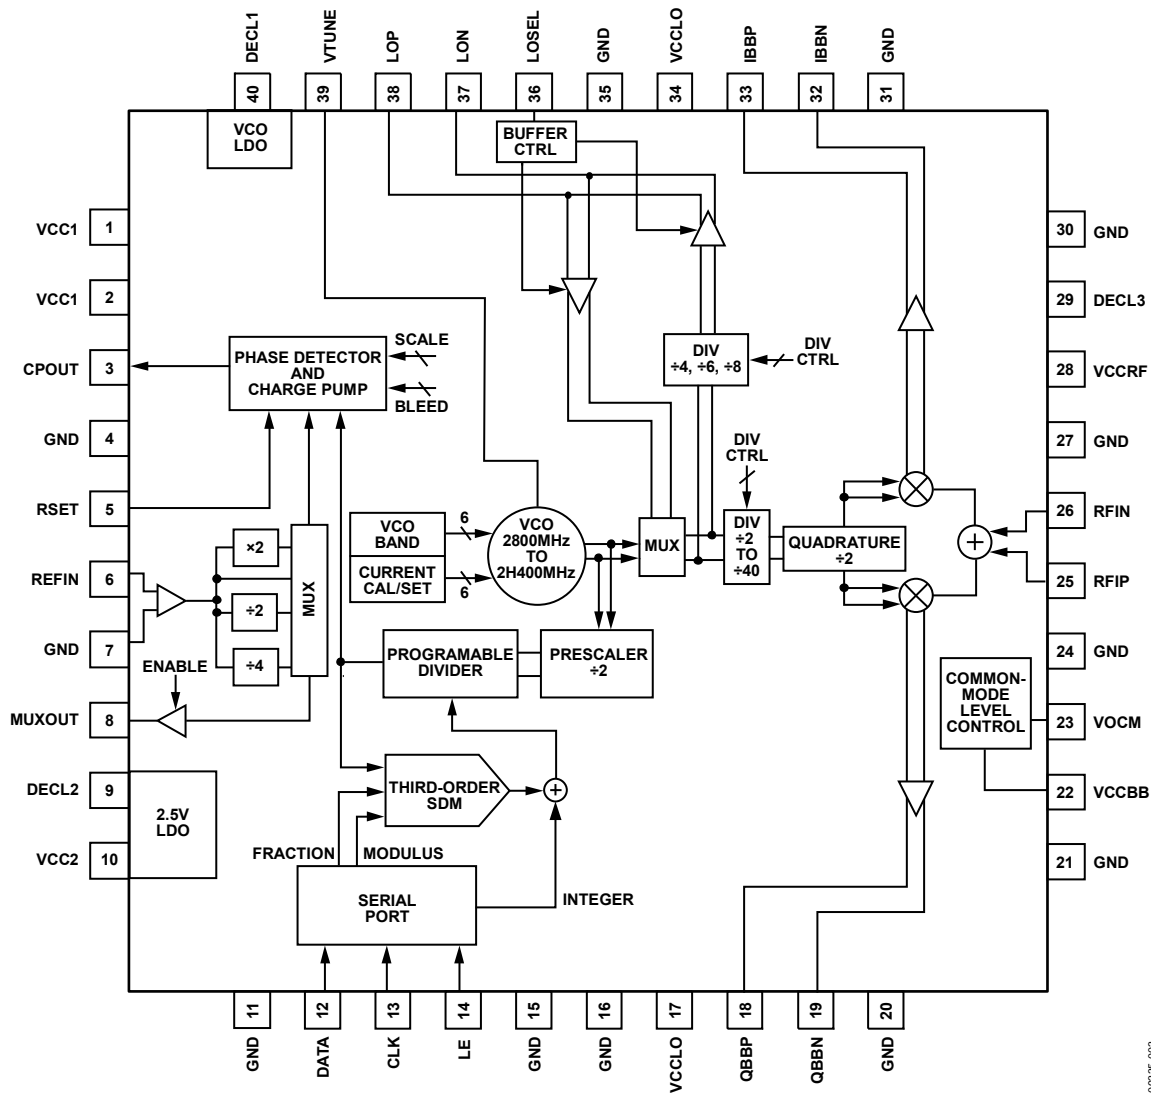 DECL1
VTUNE
LOP
LON
LOSEL
GND
VCCLO
IBBP
IBBN
GND
40
39
38
37
36
35
34
33
32
31
VCO
LDO
BUFFER
CTRL
VCC1
1
VCC1
2
CPOUT
3
GND
4
RSET
5
REFIN
6
GND
7
MUXOUT
8
DECL2
9
VCC2
10
30
GND
29
DECL3
28
VCCRF
27
GND
26
RFIN
25
RFIP
24
GND
23
VOCM
22
VCCBB
21
GND
PHASE DETECTOR
AND
CHARGE PUMP
SCALE
BLEED
DIV
÷4, ÷6, ÷8
DIV
CTRL
DIV
CTRL
VCO
BAND
CURRENT
CAL/SET
6
6
VCO
2800MHz
TO
2H400MHz
MUX
DIV
÷2
TO
÷40
QUADRATURE
÷2
×2
÷2
÷4
MUX
ENABLE
PROGRAMABLE
DIVIDER
PRESCALER
÷2
COMMON-
MODE
LEVEL
CONTROL
THIRD-ORDER
SDM
2.5V
LDO
FRACTION
MODULUS
INTEGER
SERIAL
PORT
11
12
13
14
15
16
17
18
19
20
GND
DATA
CLK
LE
GND
GND
VCCLO
QBBP
QBBN
GND